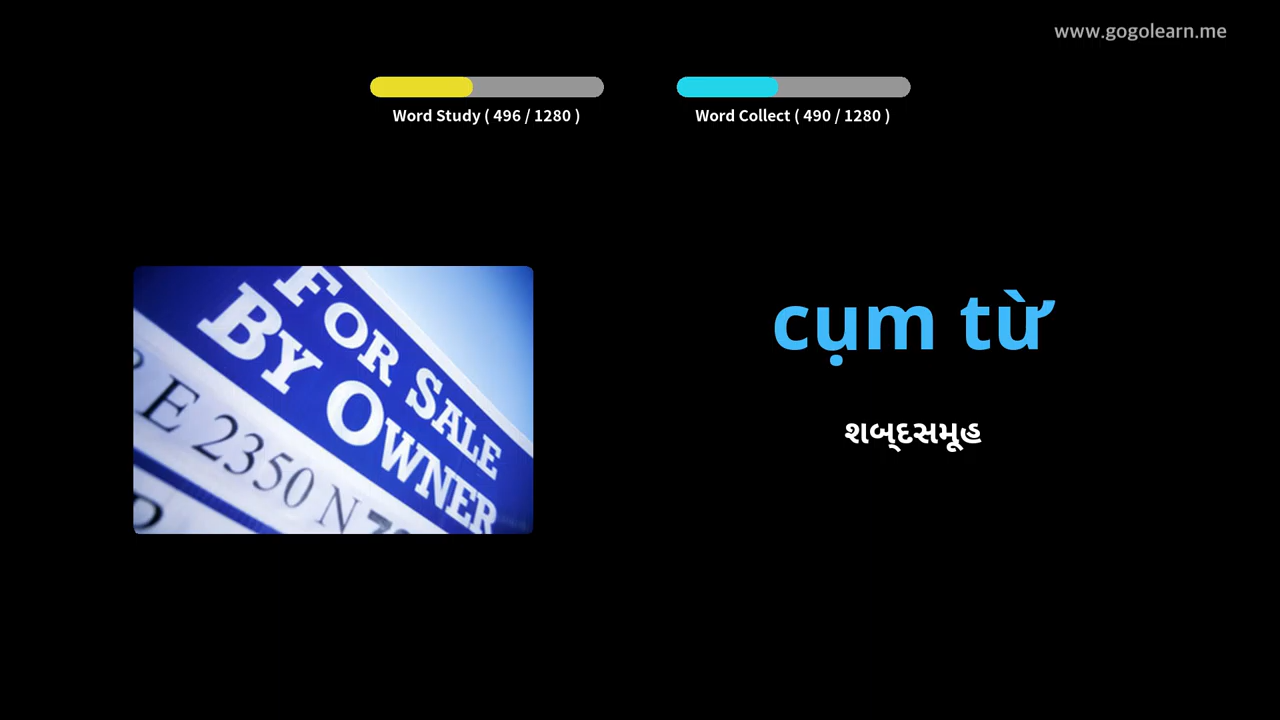 www.gogolearn.me
Word Study ( 496 / 1280 )
Word Collect ( 490 / 1280 )
FOR SALE
BY OWNER
E 2350 N
cụm từ
શબ્દસમૂહ